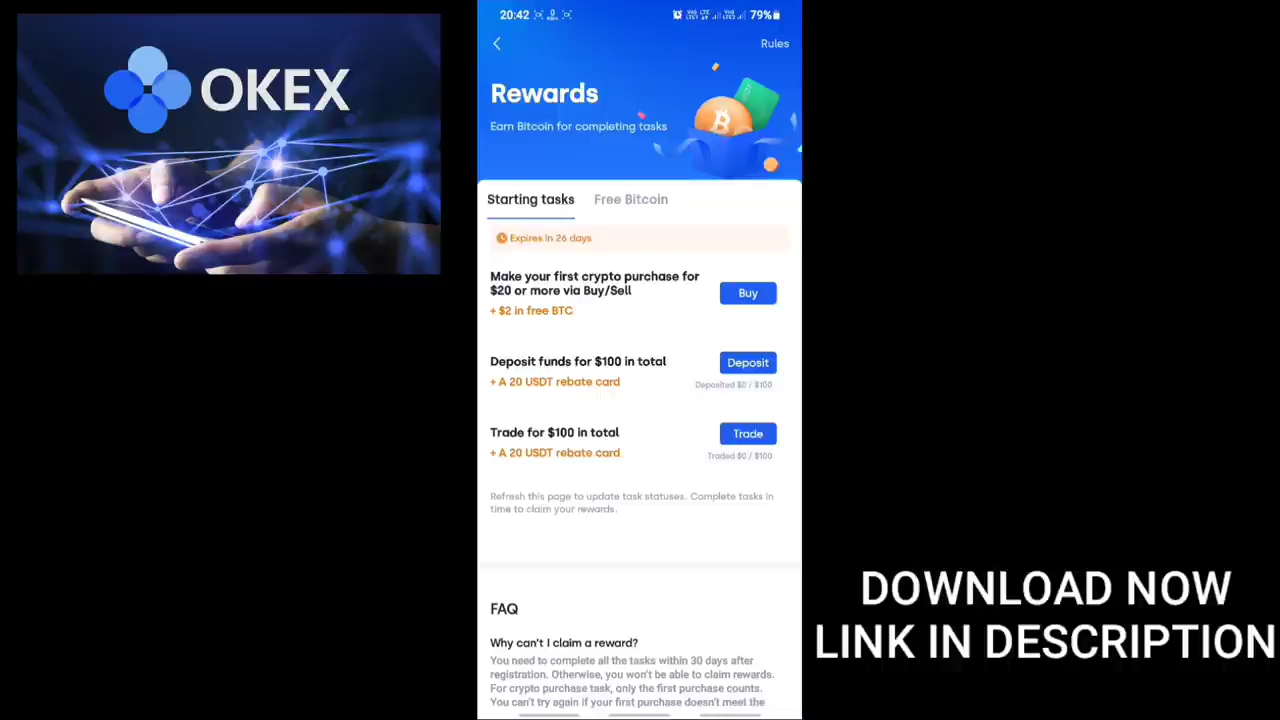 OKEX
20:42
79%
Rules
Rewards
Earn Bitcoin for completing tasks
Starting tasks
Free Bitcoin
Expires in 26 days
Make your first crypto purchase for
$20 or more via Buy/Sell
Buy
+ $2 in free BTC
Deposit funds for $100 in total
Deposit
+ A 20 USDT rebate card
Deposited $0 / $100
Trade for $100 in total
Trade
+ A 20 USDT rebate card
Traded $0 / $100
Refresh this page to update task statuses. Complete tasks in
time to claim your rewards.
FAQ
Why can't I claim a reward?
You need to complete all the tasks within 30 days after
registration. Otherwise, you won't be able to claim rewards.
For crypto purchase task, only the first purchase counts.
You can't try again if your first purchase doesn't meet the
DOWNLOAD NOW
LINK IN DESCRIPTION